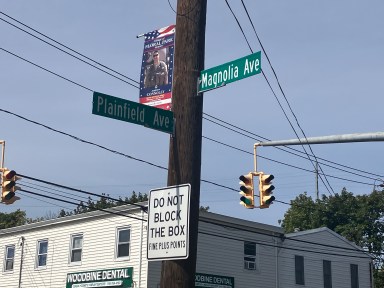 Magnolia Ave
Plainfield Ave
DO NOT
BLOCK
THE BOX
FINE PLUS POINTS
WOODBINE DENTAL